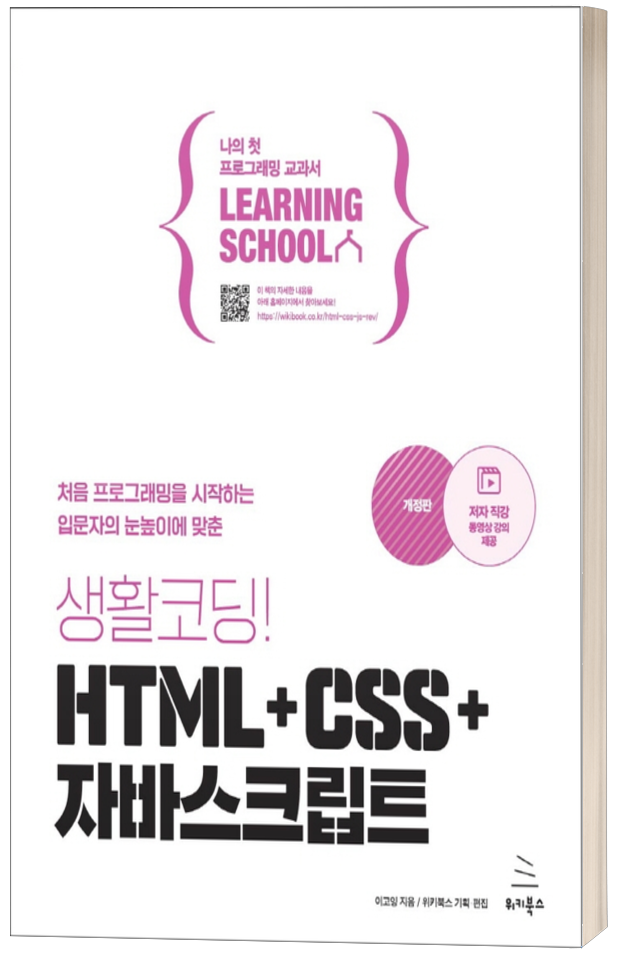 나의 첫
프로그래밍 교과서
LEARNING
SCHOOL
이 책의 자세한 내용을
아래 홈페이지에서 찾아보세요!
https://wikibook.co.kr/html-css-js-rev/
처음 프로그래밍을 시작하는
입문자의 눈높이에 맞춘
개정판
저자 직강
동영상 강의
제공
생활코딩!
HTML+CSS+
자바스크립트
이고잉 지음 / 위키북스 기획·편집
위키북스